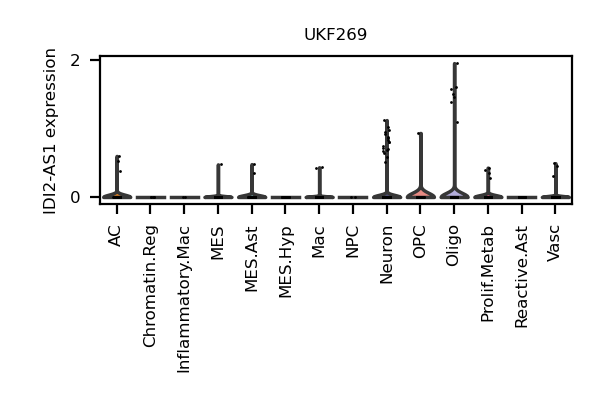 UKF269
IDI2-AS1 expression
2
0
AC
Chromatin.Reg
Inflammatory.Mac
MES
MES.Ast
MES.Hyp
Mac
NPC
Neuron
OPC
Oligo
Prolif.Metab
Reactive.Ast
Vasc